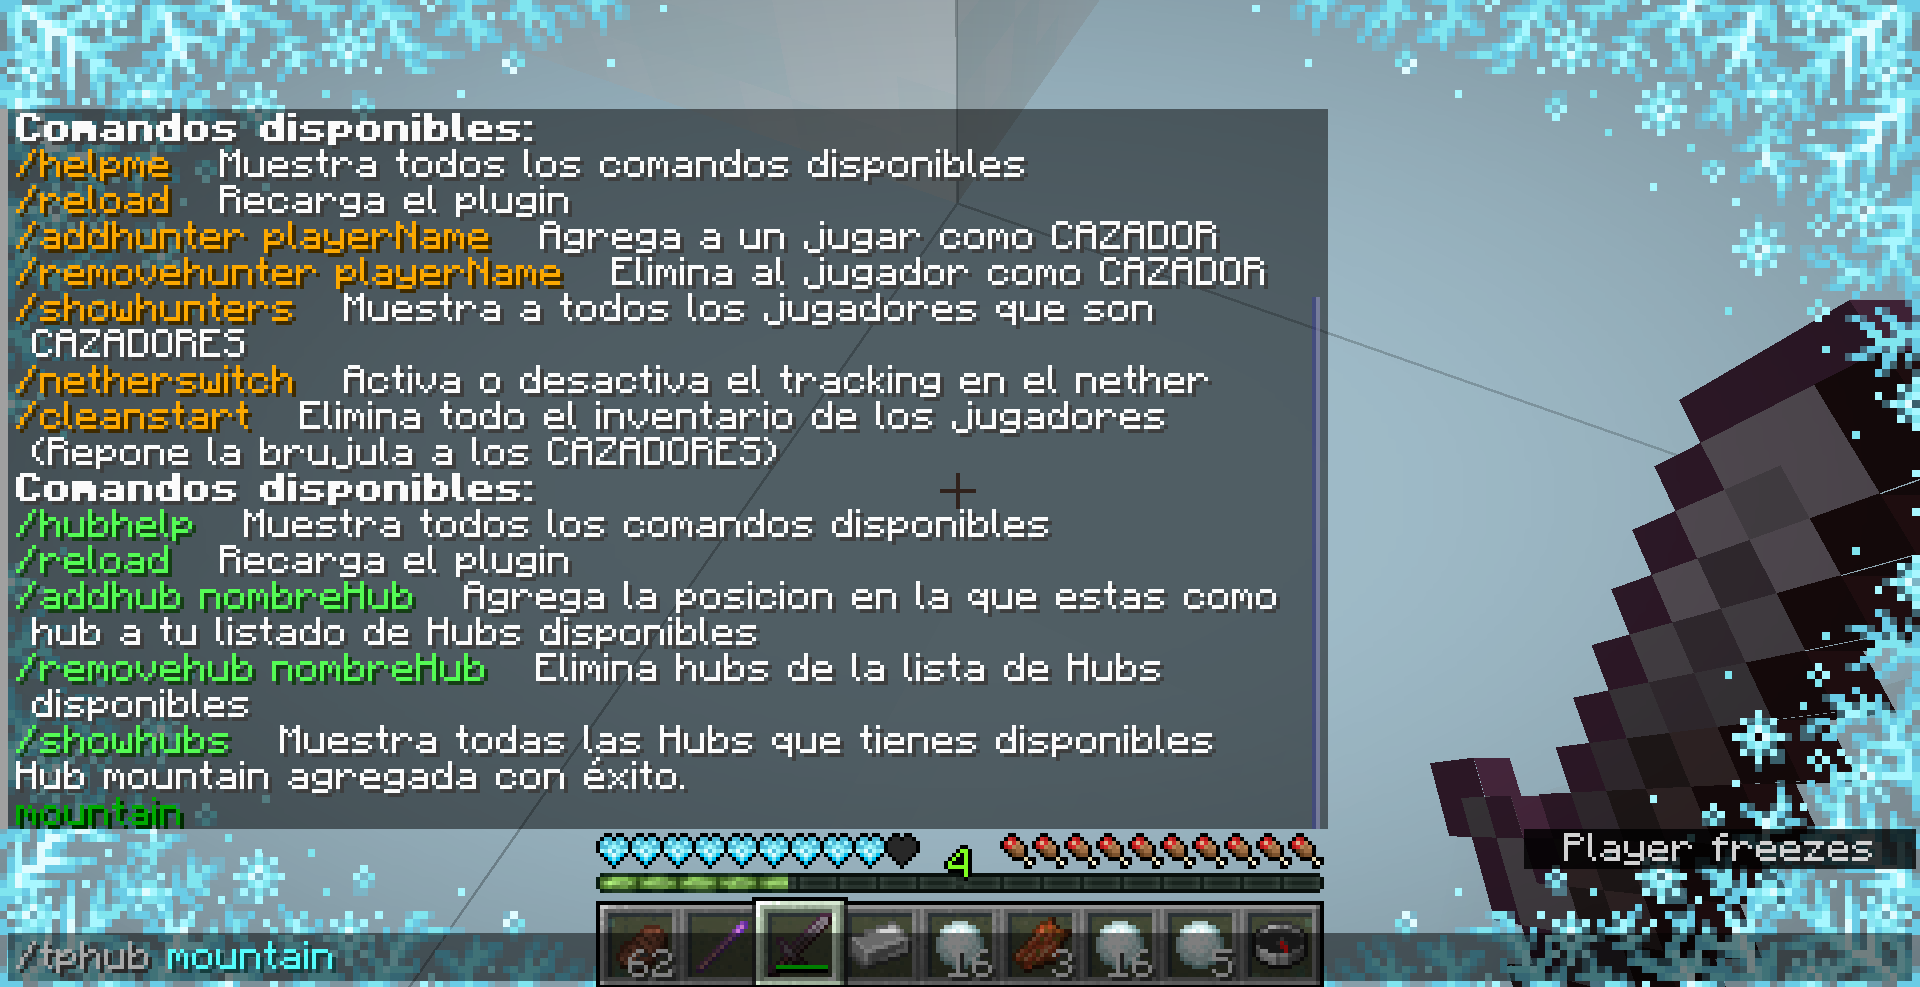 Comandos disponibles:
/helpme Muestra todos los comandos disponibles
/reload Recarga el plugin
/addhunter playerName Agrega a un jugar como CAZADOR
/removehunter playerName Elimina al jugador como CAZADOR
/showhunters Muestra a todos los jugadores que son
CAZADORES
/netherswitch Activa o desactiva el tracking en el nether
/cleanstart Elimina todo el inventario de los jugadores
(Repone la brujula a los CAZADORES)
Comandos disponibles:
/hubhelp Muestra todos los comandos disponibles
/reload Recarga el plugin
/addhub nombreHub Agrega la posicion en la que estas como
hub a tu listado de Hubs disponibles
/removehub nombreHub Elimina hubs de la lista de Hubs
disponibles
/showhubs Muestra todas las Hubs que tienes disponibles
Hub mountain agregada con éxito.
mountain
4
Player freezes
62 16 3 16 5
/tphub mountain